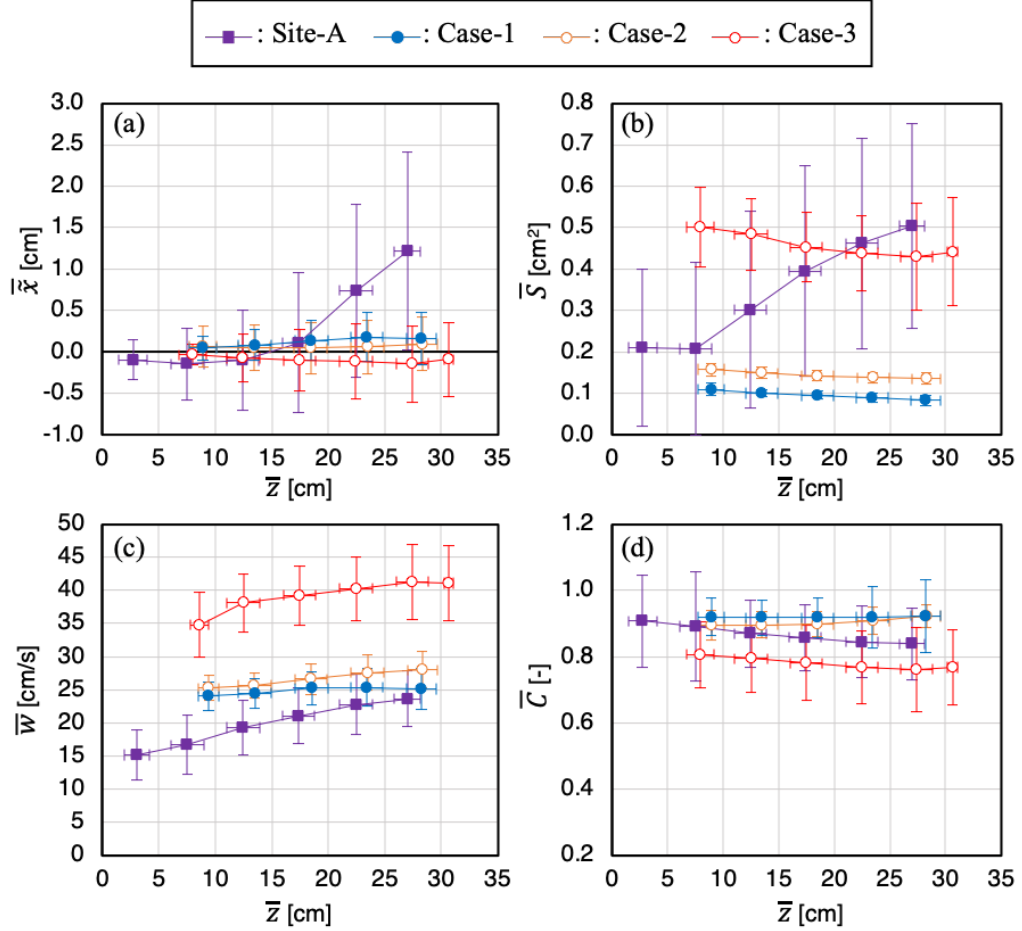 : Site-A : Case-1 : Case-2 : Case-3
(a)
3.0
2.5
2.0
1.5
1.0
0.5
0.0
-0.5
-1.0
x̃̄ [cm]
0 5 10 15 20 25 30 35
z̄ [cm]
(b)
0.8
0.7
0.6
0.5
0.4
0.3
0.2
0.1
0.0
S̄ [cm²]
0 5 10 15 20 25 30 35
z̄ [cm]
(c)
50
45
40
35
30
25
20
15
10
5
0
w̄ [cm/s]
0 5 10 15 20 25 30 35
z̄ [cm]
(d)
1.2
1.0
0.8
0.6
0.4
0.2
C̄ [-]
0 5 10 15 20 25 30 35
z̄ [cm]